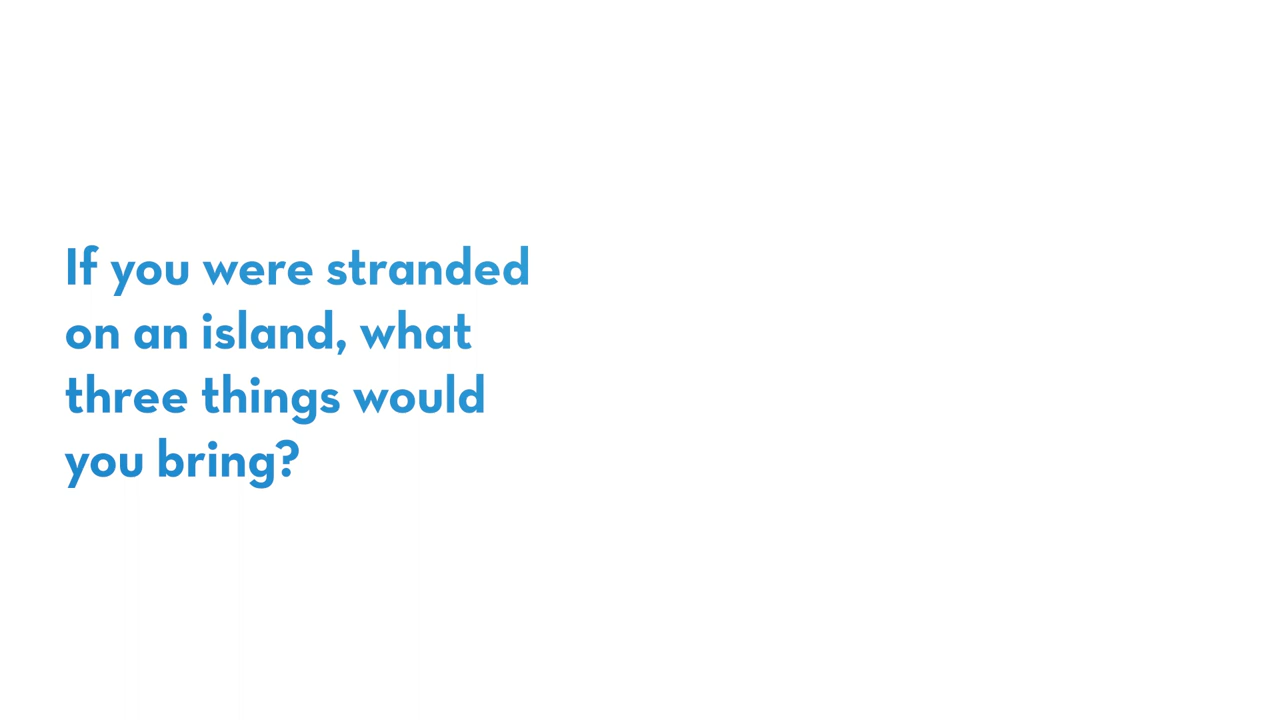 If you were stranded
on an island, what
three things would
you bring?